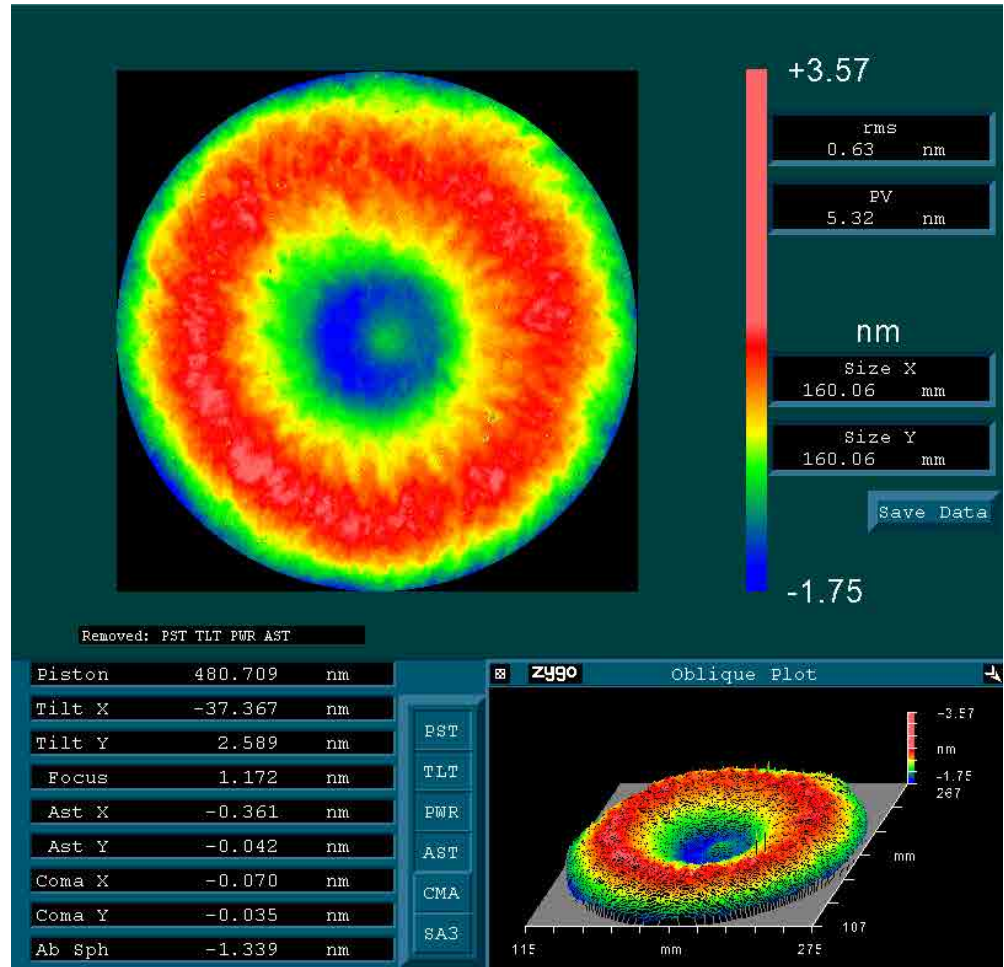 +3.57
rms
0.63 nm
PV
5.32 nm
nm
Size X
160.06 mm
Size Y
160.06 mm
Save Data
-1.75
Removed: PST TLT PWR AST
Piston 480.709 nm
Tilt X -37.367 nm
Tilt Y 2.589 nm
Focus 1.172 nm
Ast X -0.361 nm
Ast Y -0.042 nm
Coma X -0.070 nm
Coma Y -0.035 nm
Ab Sph -1.339 nm
PST
TLT
PWR
AST
CMA
SA3
zygo Oblique Plot
-3.57
nm
-1.75
267
mm
107
115 mm 275